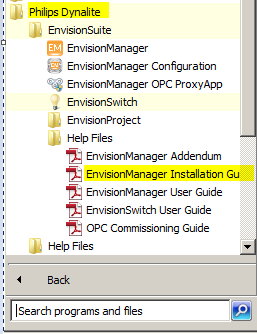 Philips Dynalite
EnvisionSuite
EnvisionManager
EnvisionManager Configuration
EnvisionManager OPC ProxyApp
EnvisionSwitch
EnvisionProject
Help Files
EnvisionManager Addendum
EnvisionManager Installation Gu
EnvisionManager User Guide
EnvisionSwitch User Guide
OPC Commissioning Guide
Help Files
Back
Search programs and files